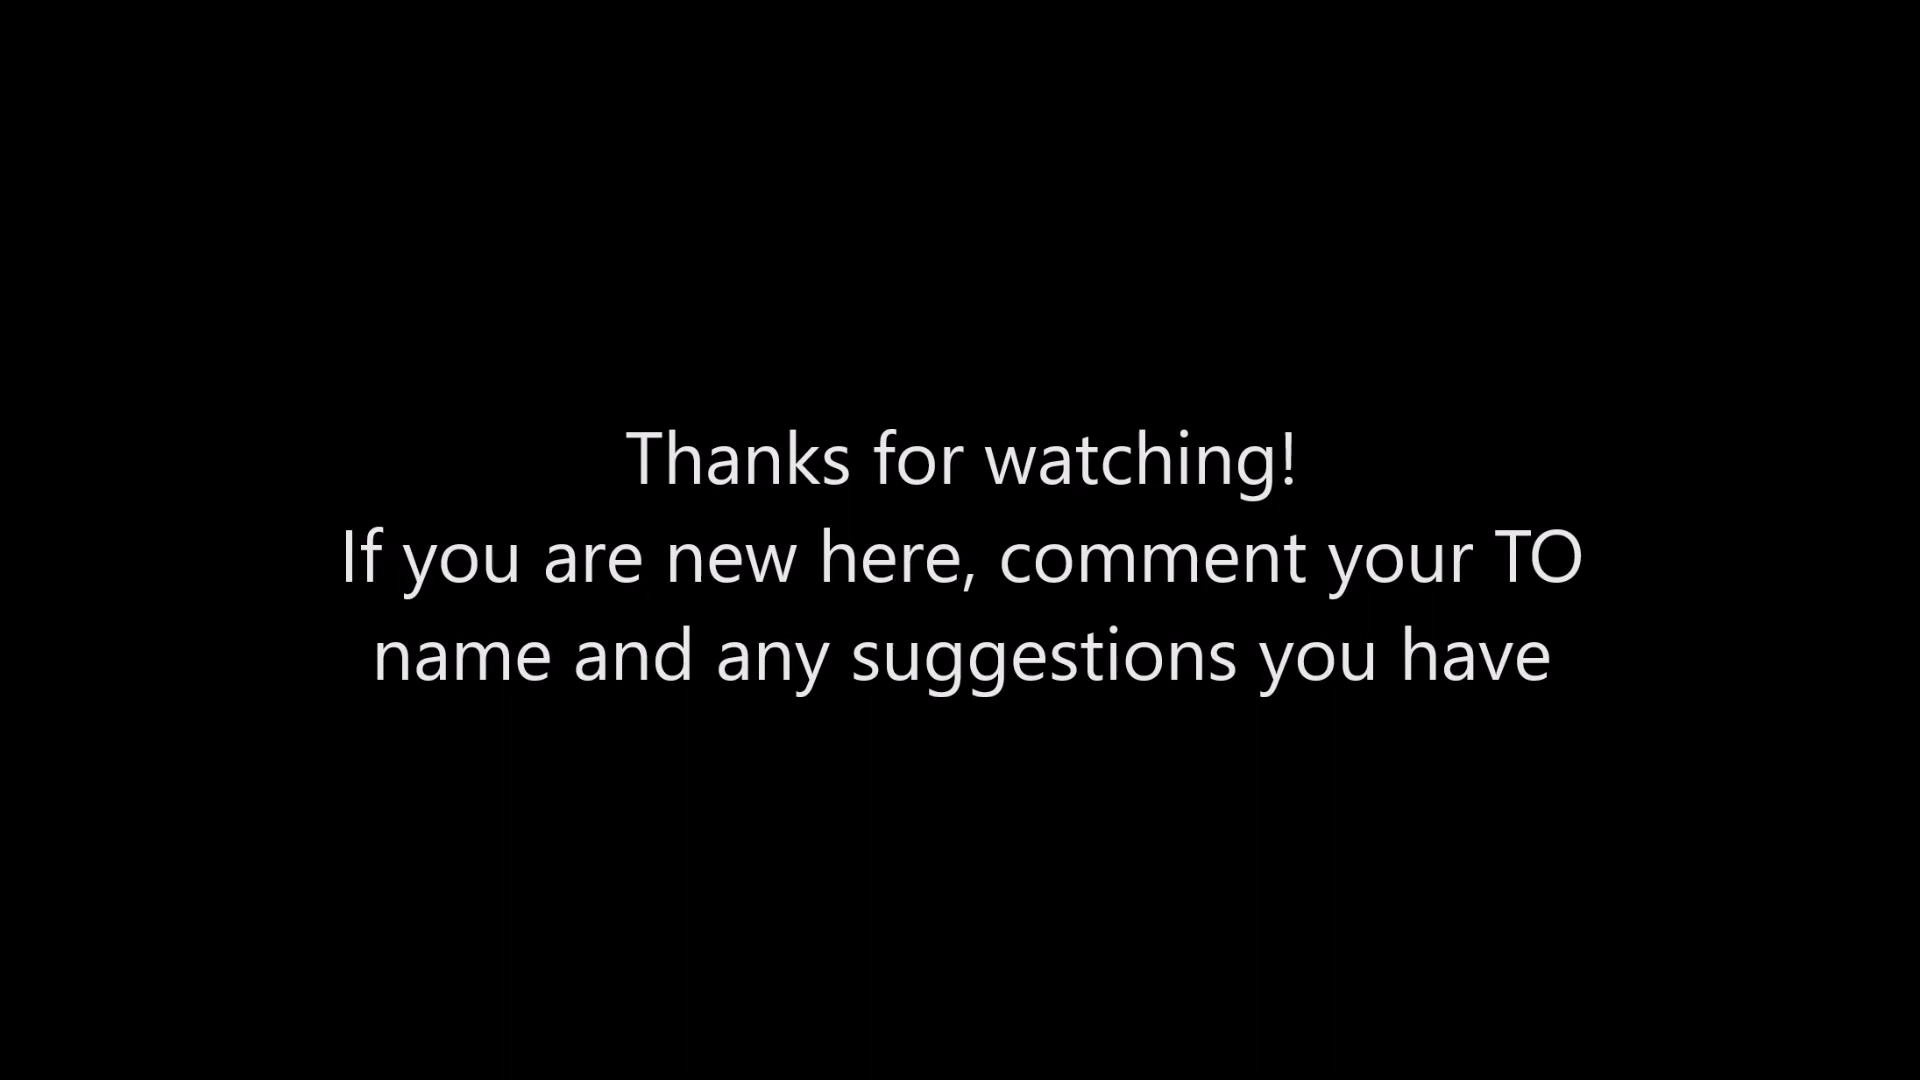 Thanks for watching!
If you are new here, comment your TO
name and any suggestions you have